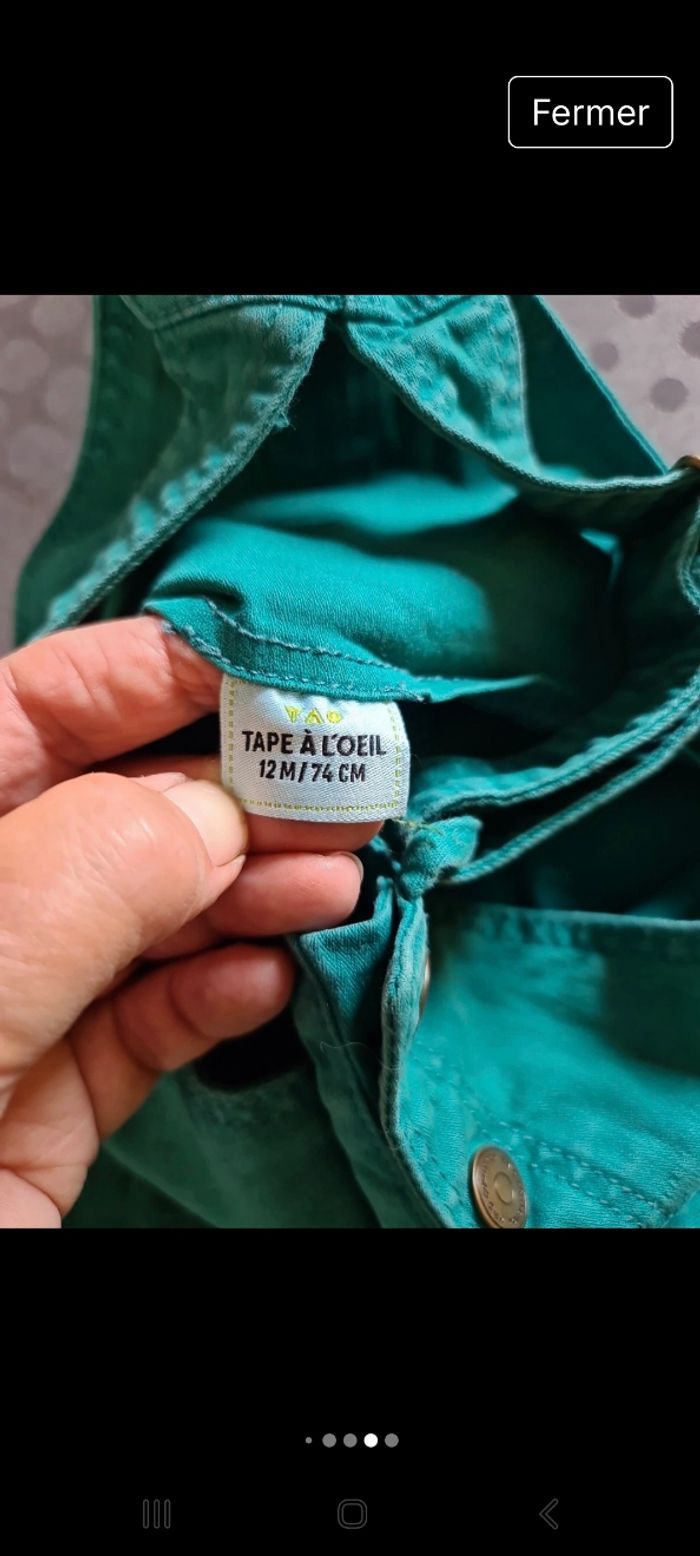 Fermer
TAO
TAPE À L'OEIL
12 M / 74 CM